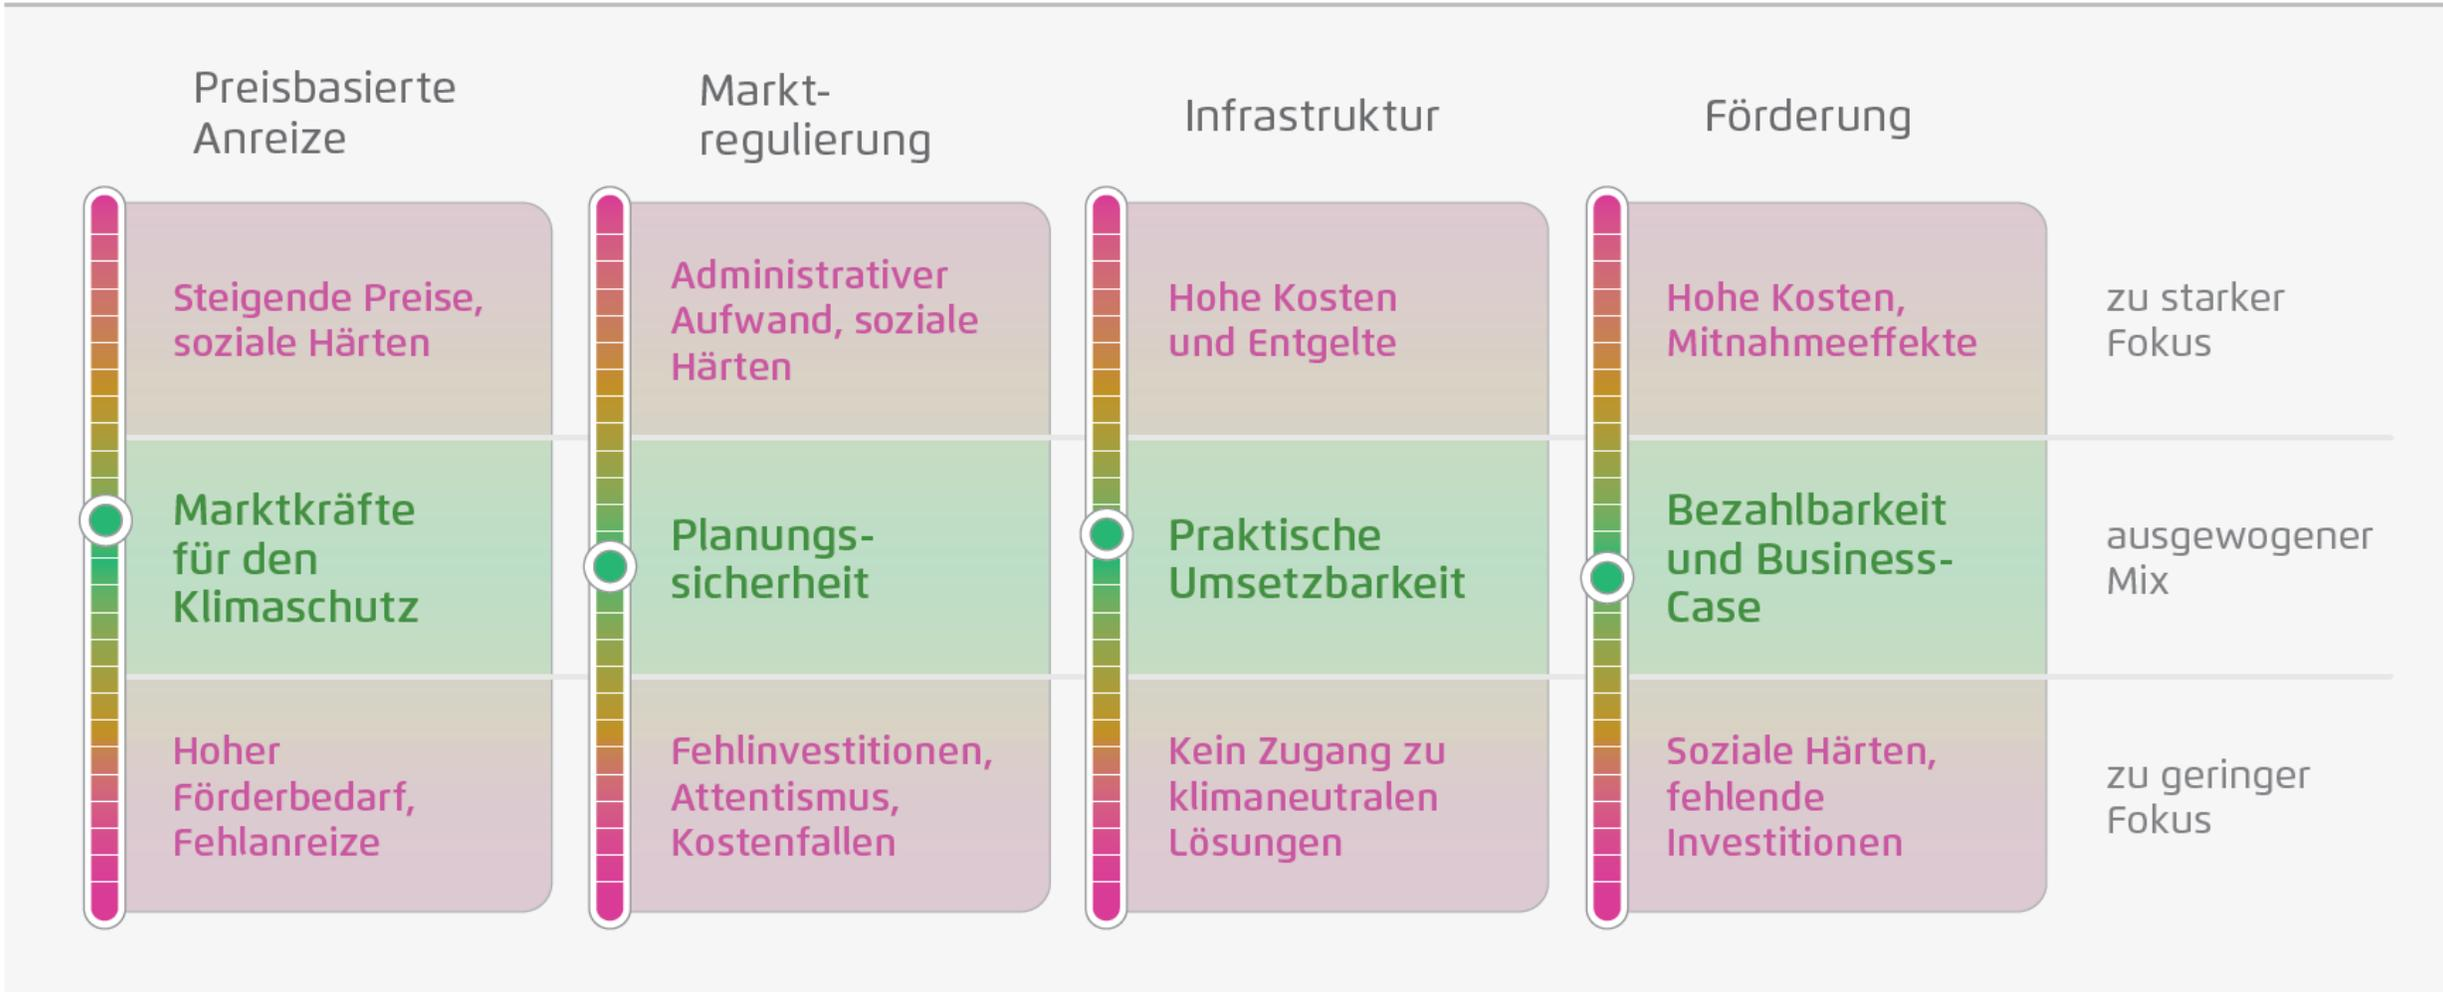 Preisbasierte
Anreize
Markt-
regulierung
Infrastruktur
Förderung
Steigende Preise,
soziale Härten
Administrativer
Aufwand, soziale
Härten
Hohe Kosten
und Entgelte
Hohe Kosten,
Mitnahmeeffekte
zu starker
Fokus
Marktkräfte
für den
Klimaschutz
Planungs-
sicherheit
Praktische
Umsetzbarkeit
Bezahlbarkeit
und Business-
Case
ausgewogener
Mix
Hoher
Förderbedarf,
Fehlanreize
Fehlinvestitionen,
Attentismus,
Kostenfallen
Kein Zugang zu
klimaneutralen
Lösungen
Soziale Härten,
fehlende
Investitionen
zu geringer
Fokus